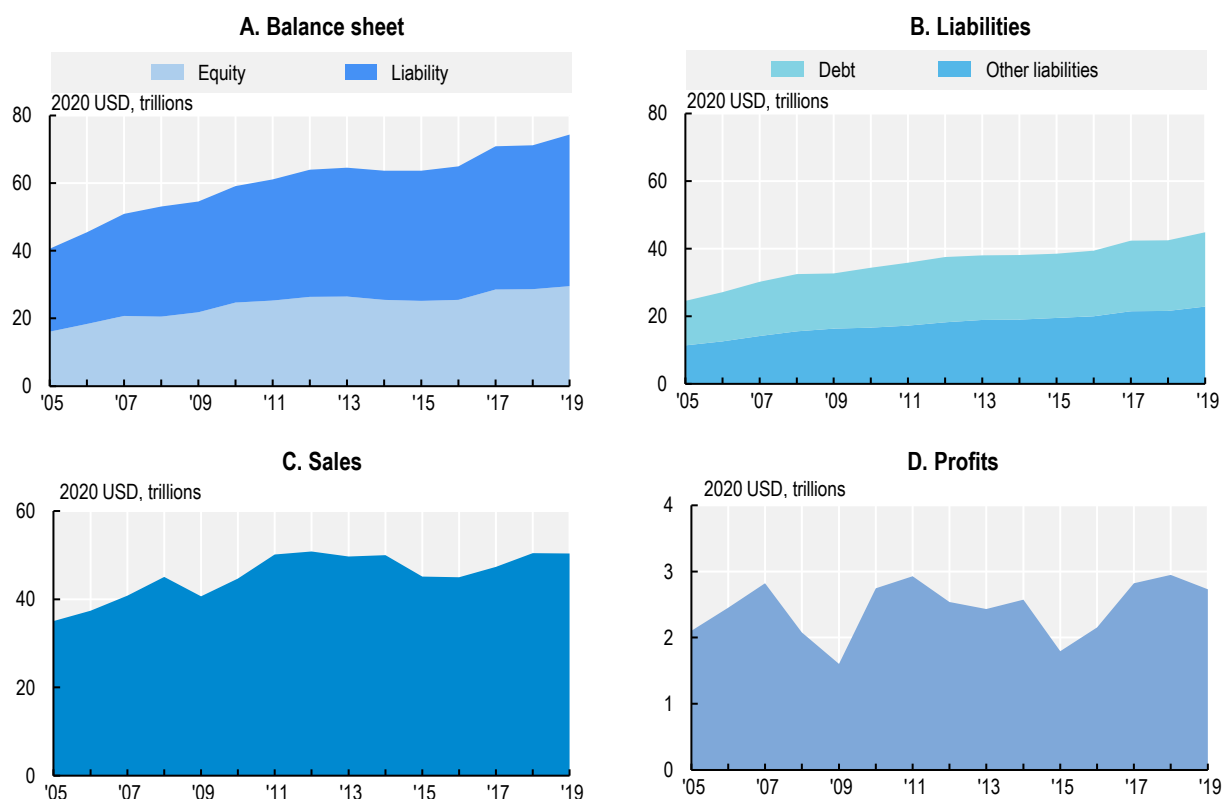 A. Balance sheet
Equity Liability
2020 USD, trillions
80
60
40
20
0
'05 '07 '09 '11 '13 '15 '17 '19
B. Liabilities
Debt Other liabilities
2020 USD, trillions
80
60
40
20
0
'05 '07 '09 '11 '13 '15 '17 '19
C. Sales
2020 USD, trillions
60
40
20
0
'05 '07 '09 '11 '13 '15 '17 '19
D. Profits
2020 USD, trillions
4
3
2
1
0
'05 '07 '09 '11 '13 '15 '17 '19